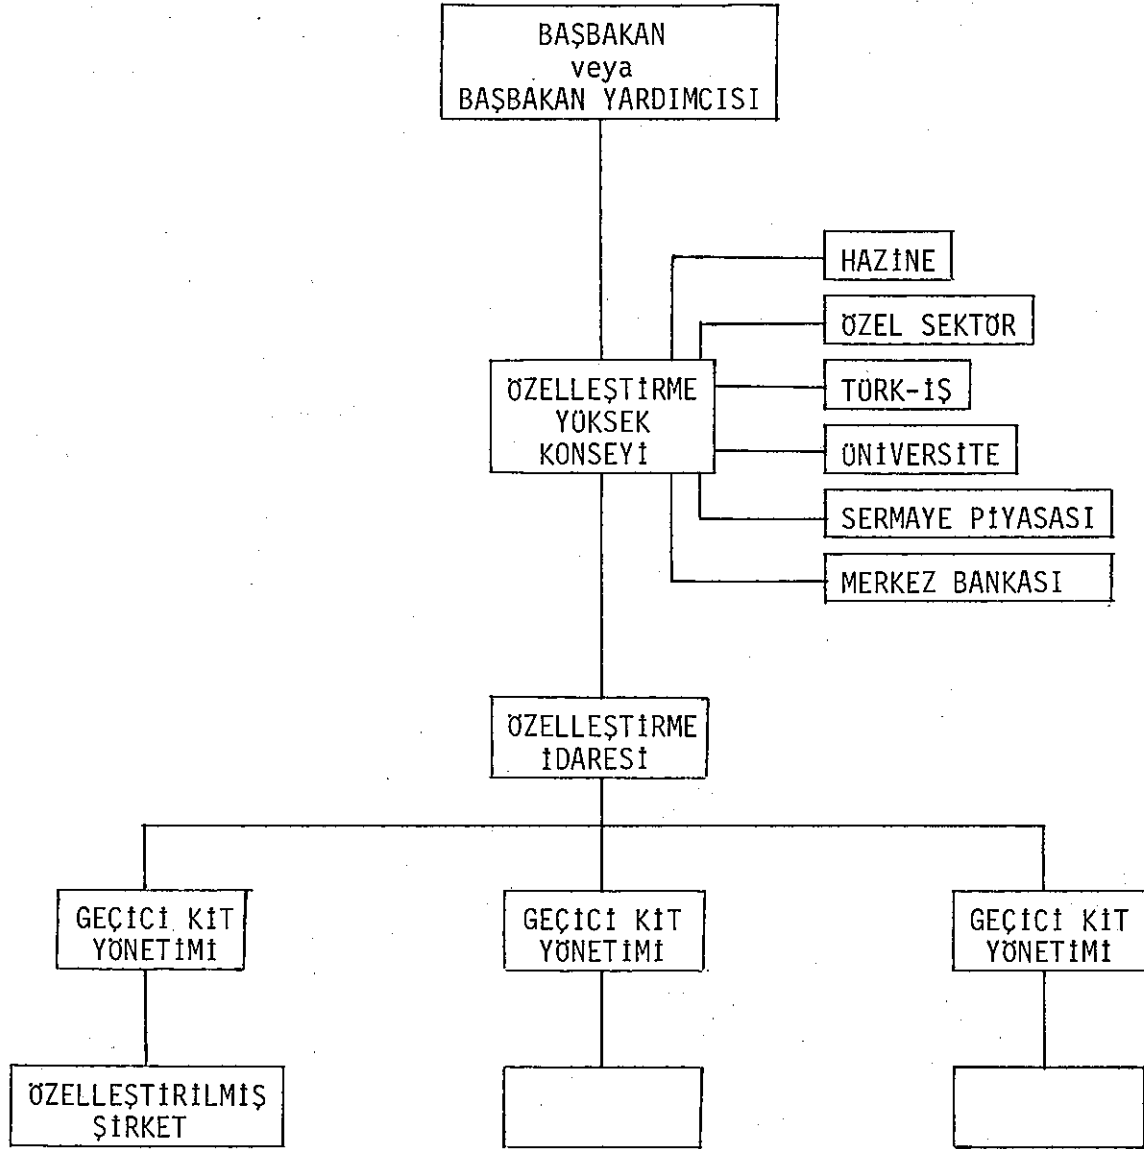 BAŞBAKAN
veya
BAŞBAKAN YARDIMCISI
HAZİNE
ÖZEL SEKTÖR
ÖZELLEŞTİRME
YÜKSEK
KONSEYİ
TÜRK-İŞ
ÜNİVERSİTE
SERMAYE PİYASASI
MERKEZ BANKASI
ÖZELLEŞTİRME
İDARESİ
GEÇİCİ KİT
YÖNETİMİ
GEÇİCİ KİT
YÖNETİMİ
GEÇİCİ KİT
YÖNETİMİ
ÖZELLEŞTİRİLMİŞ
ŞİRKET